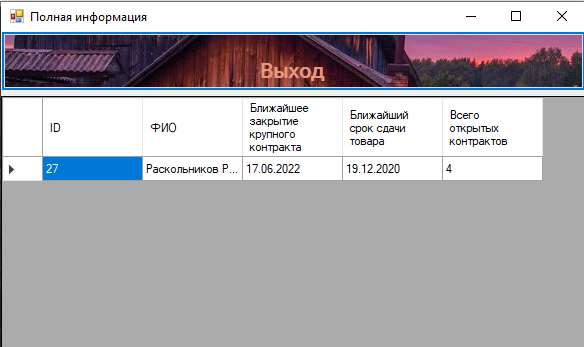 Полная информация
Выход
ID
ФИО
Ближайшее
закрытие
крупного
контракта
Ближайший
срок сдачи
товара
Всего
открытых
контрактов
27
Раскольников Р...
17.06.2022
19.12.2020
4